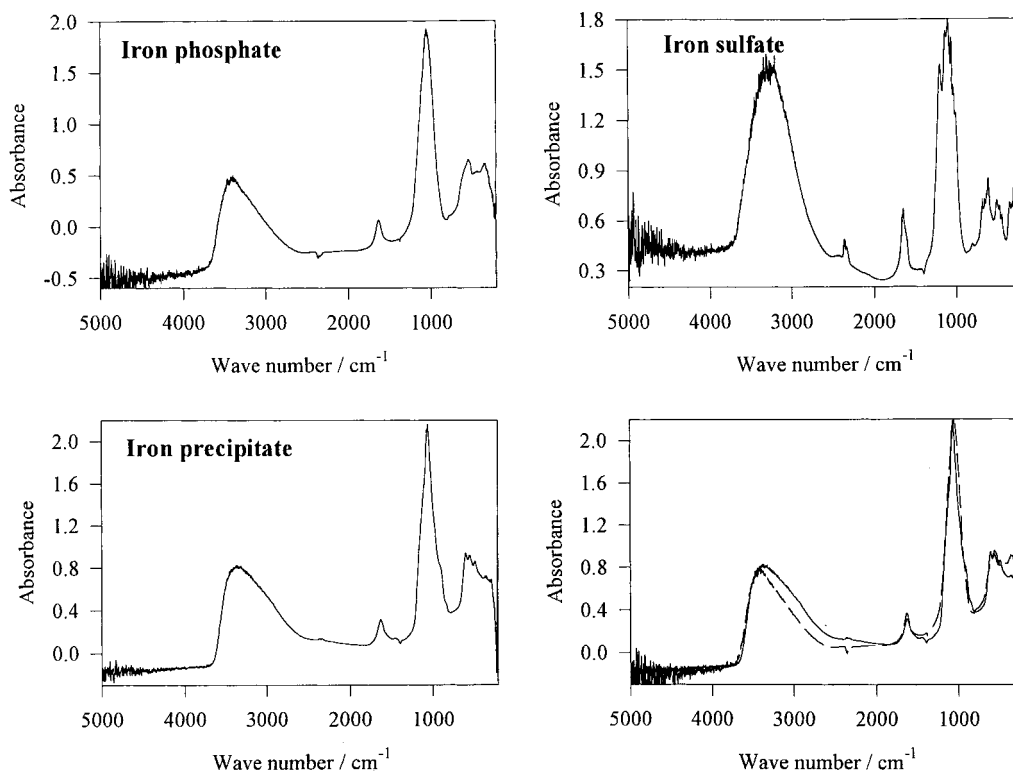 Iron phosphate
2.0
1.5
1.0
0.5
0.0
-0.5
Absorbance
5000 4000 3000 2000 1000
Wave number / cm-1
Iron sulfate
1.8
1.5
1.2
0.9
0.6
0.3
Absorbance
5000 4000 3000 2000 1000
Wave number / cm-1
Iron precipitate
2.0
1.6
1.2
0.8
0.4
0.0
Absorbance
5000 4000 3000 2000 1000
Wave number / cm-1
2.0
1.6
1.2
0.8
0.4
0.0
Absorbance
5000 4000 3000 2000 1000
Wave number / cm-1